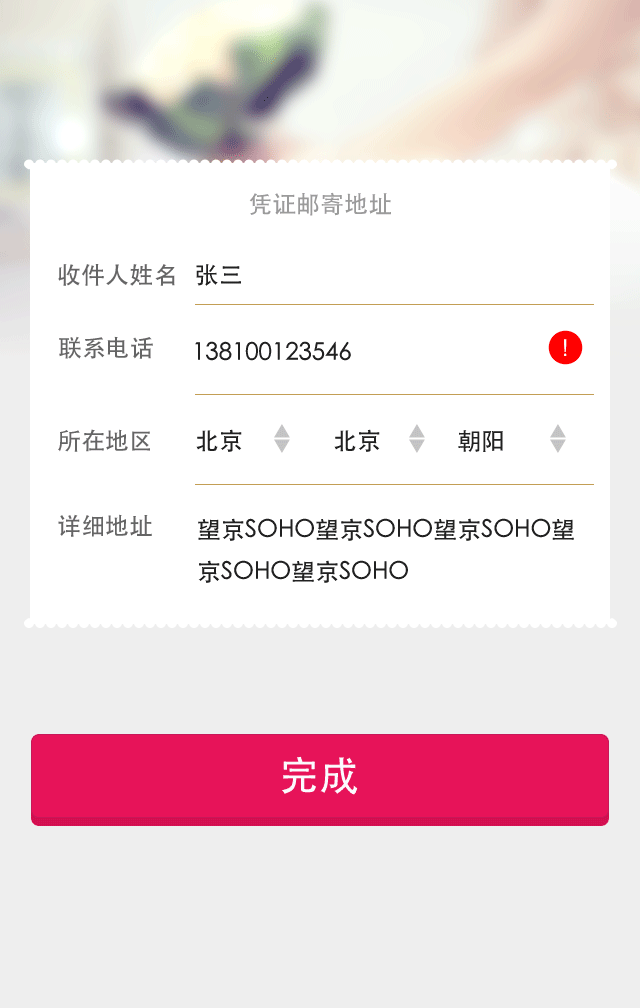 凭证邮寄地址
收件人姓名 张三
联系电话 138100123546 !
所在地区 北京 北京 朝阳
详细地址 望京SOHO望京SOHO望京SOHO望
京SOHO望京SOHO
完成